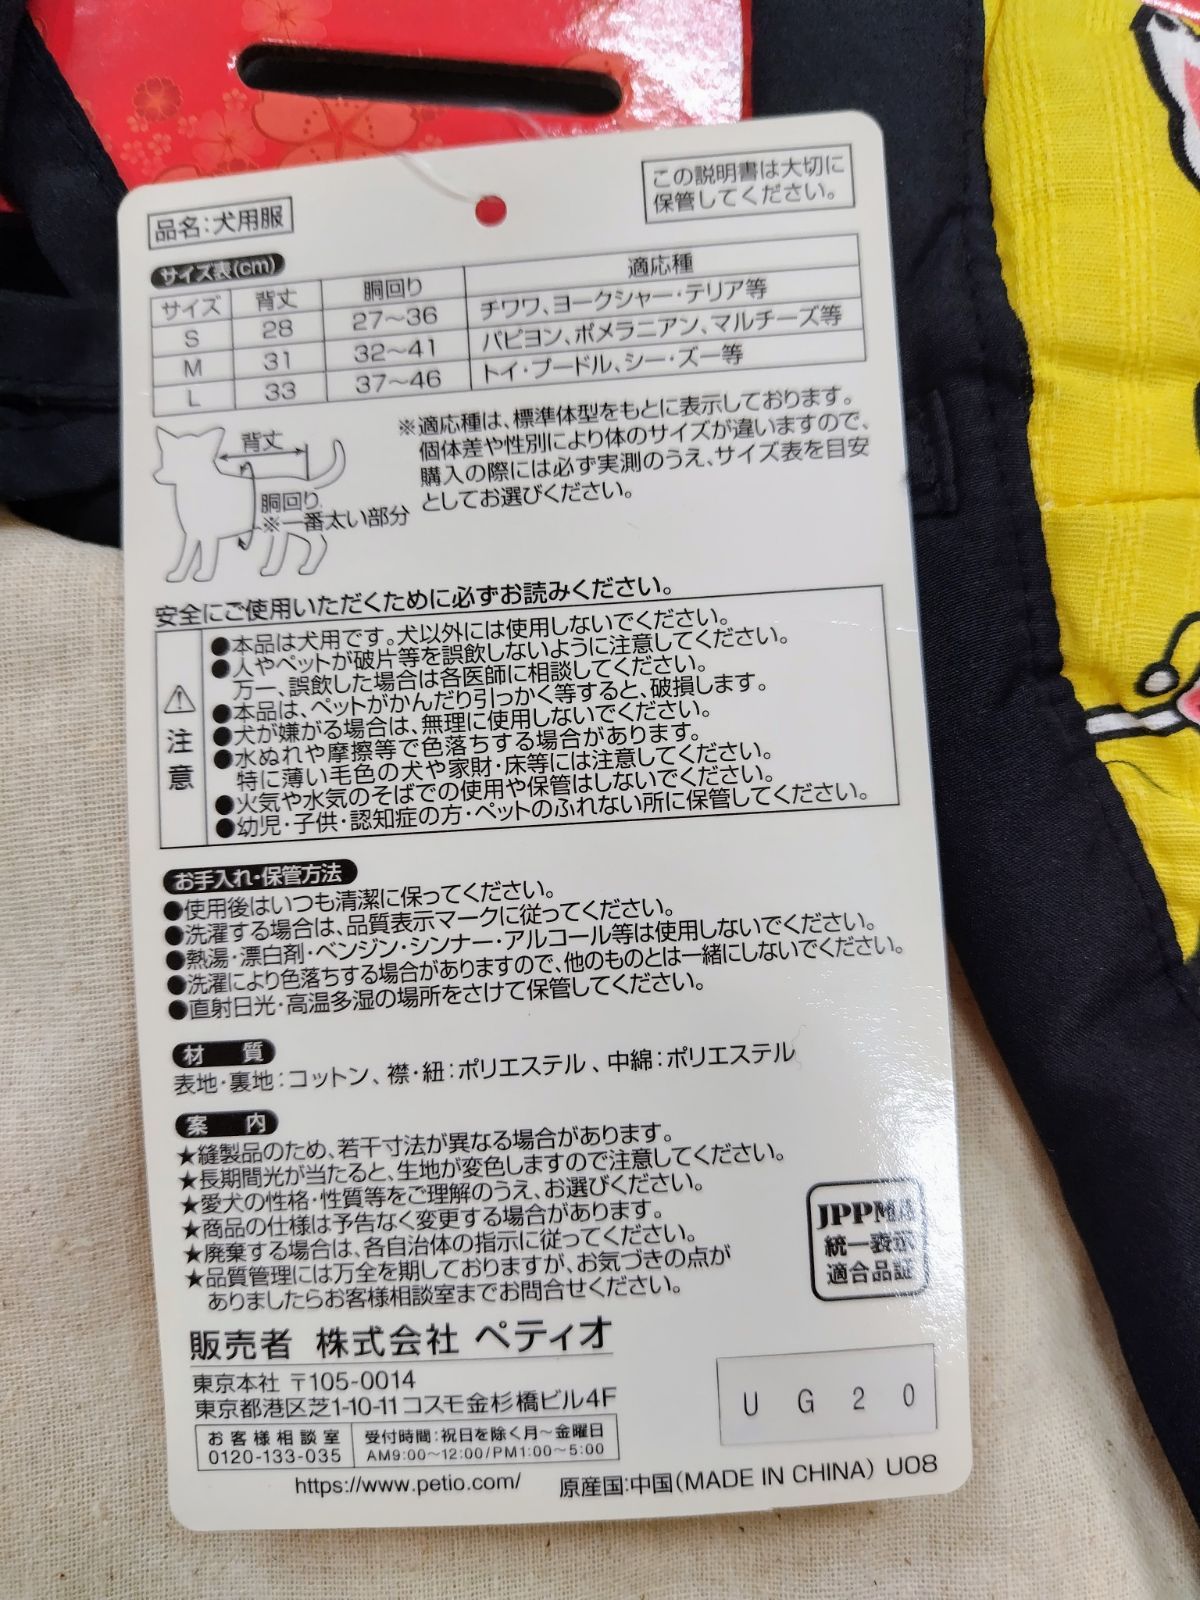 品名:犬用服
この説明書は大切に
保管してください。
サイズ表(cm)
サイズ 背丈 胴回り 適応種
S 28 27〜36 チワワ、ヨークシャー・テリア等
M 31 32〜41 パピヨン、ポメラニアン、マルチーズ等
L 33 37〜46 トイ・プードル、シー・ズー等
背丈
胴回り
※一番太い部分
※適応種は、標準体型をもとに表示しております。
個体差や性別により体のサイズが違いますので、
購入の際には必ず実測のうえ、サイズ表を目安
としてお選びください。
安全にご使用いただくために必ずお読みください。
注意
●本品は犬用です。犬以外には使用しないでください。
●人やペットが破片等を誤飲しないように注意してください。
万一、誤飲した場合は各医師に相談してください。
●本品は、ペットがかんだり引っかく等すると、破損します。
●犬が嫌がる場合は、無理に使用しないでください。
●水ぬれや摩擦等で色落ちする場合があります。
特に薄い毛色の犬や家財・床等には注意してください。
●火気や水気のそばでの使用や保管はしないでください。
●幼児・子供・認知症の方・ペットのふれない所に保管してください。
お手入れ・保管方法
●使用後はいつも清潔に保ってください。
●洗濯する場合は、品質表示マークに従ってください。
●熱湯・漂白剤・ベンジン・シンナー・アルコール等は使用しないでください。
●洗濯により色落ちする場合がありますので、他のものとは一緒にしないでください。
●直射日光・高温多湿の場所をさけて保管してください。
材 質
表地・裏地:コットン、襟・紐:ポリエステル、中綿:ポリエステル
案 内
★縫製品のため、若干寸法が異なる場合があります。
★長期間光が当たると、生地が変色しますので注意してください。
★愛犬の性格・性質等をご理解のうえ、お選びください。
★商品の仕様は予告なく変更する場合があります。
★廃棄する場合は、各自治体の指示に従ってください。
★品質管理には万全を期しておりますが、お気づきの点が
ありましたらお客様相談室までお問合せください。
JPPMA
統一表示
適合品証
販売者 株式会社 ペティオ
東京本社 〒105-0014
東京都港区芝1-10-11コスモ金杉橋ビル4F
お客様相談室
0120-133-035
受付時間:祝日を除く月〜金曜日
AM9:00〜12:00/PM1:00〜5:00
UG20
https://www.petio.com/
原産国:中国(MADE IN CHINA) U08